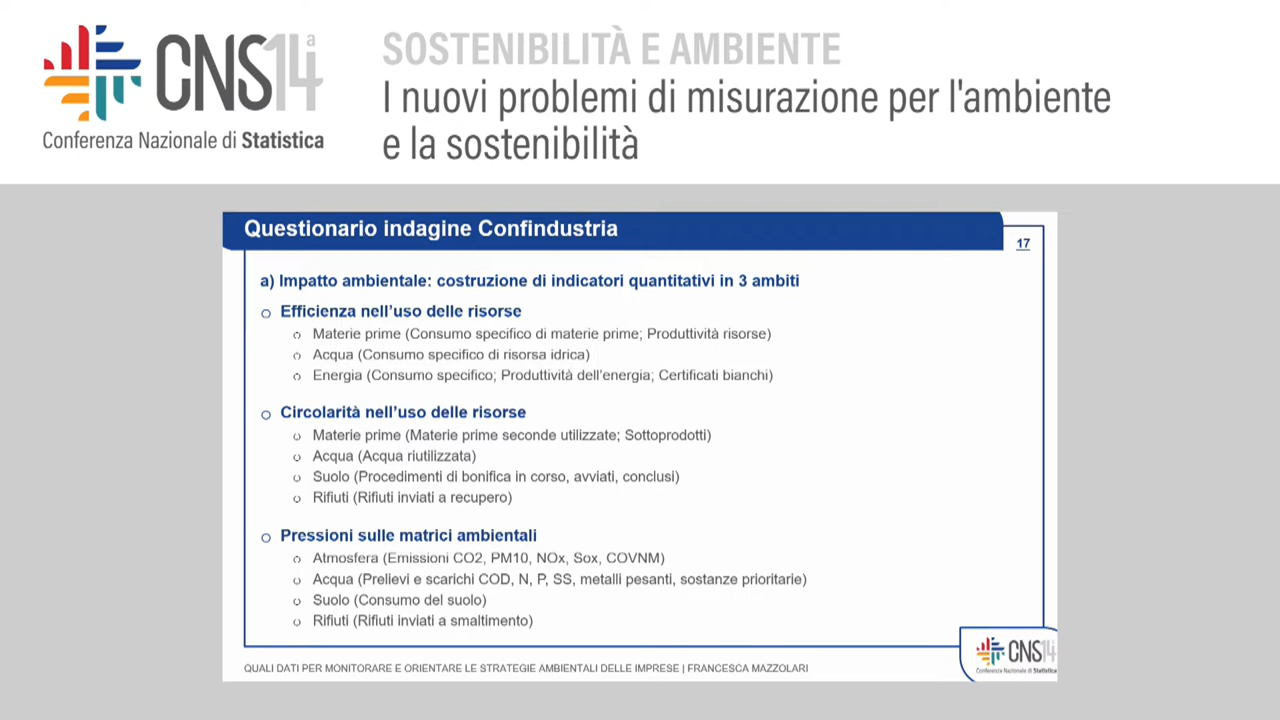 CNS14a
Conferenza Nazionale di Statistica
SOSTENIBILITÀ E AMBIENTE
I nuovi problemi di misurazione per l'ambiente
e la sostenibilità
Questionario indagine Confindustria
17
a) Impatto ambientale: costruzione di indicatori quantitativi in 3 ambiti
Efficienza nell’uso delle risorse
Materie prime (Consumo specifico di materie prime; Produttività risorse)
Acqua (Consumo specifico di risorsa idrica)
Energia (Consumo specifico; Produttività dell’energia; Certificati bianchi)
Circolarità nell’uso delle risorse
Materie prime (Materie prime seconde utilizzate; Sottoprodotti)
Acqua (Acqua riutilizzata)
Suolo (Procedimenti di bonifica in corso, avviati, conclusi)
Rifiuti (Rifiuti inviati a recupero)
Pressioni sulle matrici ambientali
Atmosfera (Emissioni CO2, PM10, NOx, Sox, COVNM)
Acqua (Prelievi e scarichi COD, N, P, SS, metalli pesanti, sostanze prioritarie)
Suolo (Consumo del suolo)
Rifiuti (Rifiuti inviati a smaltimento)
QUALI DATI PER MONITORARE E ORIENTARE LE STRATEGIE AMBIENTALI DELLE IMPRESE | FRANCESCA MAZZOLARI
CNS14
Conferenza Nazionale di Statistica